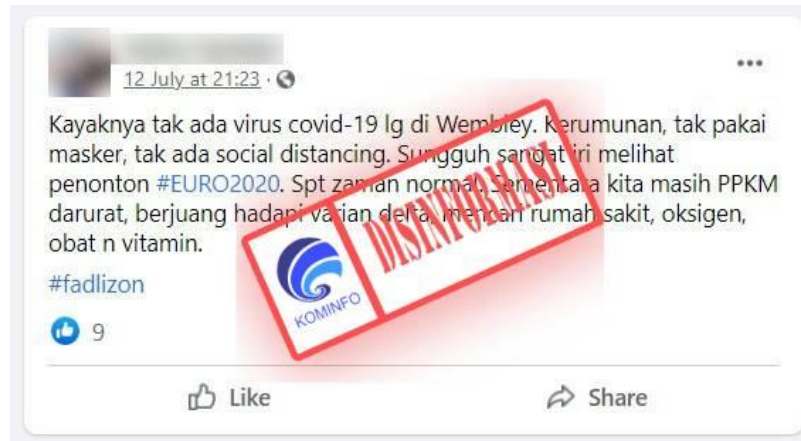 12 July at 21:23
Kayaknya tak ada virus covid-19 lg di Wembley. Kerumunan, tak pakai
masker, tak ada social distancing. Sungguh sangat iri melihat
penonton #EURO2020. Spt zaman normal. Sementara kita masih PPKM
darurat, berjuang hadapi varian delta, mencari rumah sakit, oksigen,
obat n vitamin.
#fadlizon
DISINFORMASI
KOMINFO
9
Like
Share